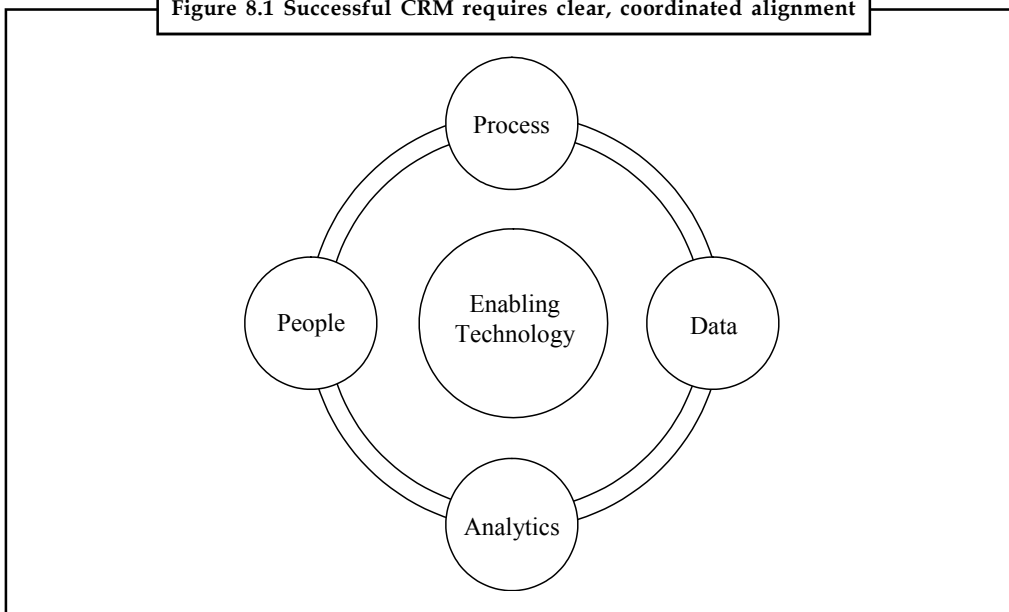 Figure 8.1 Successful CRM requires clear, coordinated alignment
Process
People
Enabling
Technology
Data
Analytics